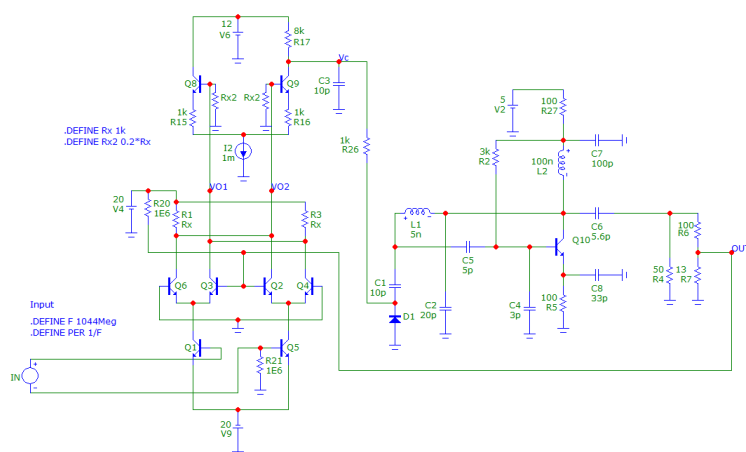 12
V6
8k
R17
Vc
Q8
Q9
Rx2
Rx2
C3
10p
1k
R15
1k
R16
I2
1m
.DEFINE Rx 1k
.DEFINE Rx2 0.2*Rx
1k
R26
5
V2
100
R27
3k
R2
100n
L2
C7
100p
VO1
VO2
20
V4
R20
1E6
R1
Rx
R3
Rx
L1
5n
C5
5p
C6
5.6p
100
R6
OUT
Q10
Q6
Q3
Q2
Q4
C1
10p
D1
C2
20p
C4
3p
100
R5
C8
33p
50
R4
13
R7
Input
.DEFINE F 1044Meg
.DEFINE PER 1/F
Q1
Q5
R21
1E6
IN
+
-
20
V9